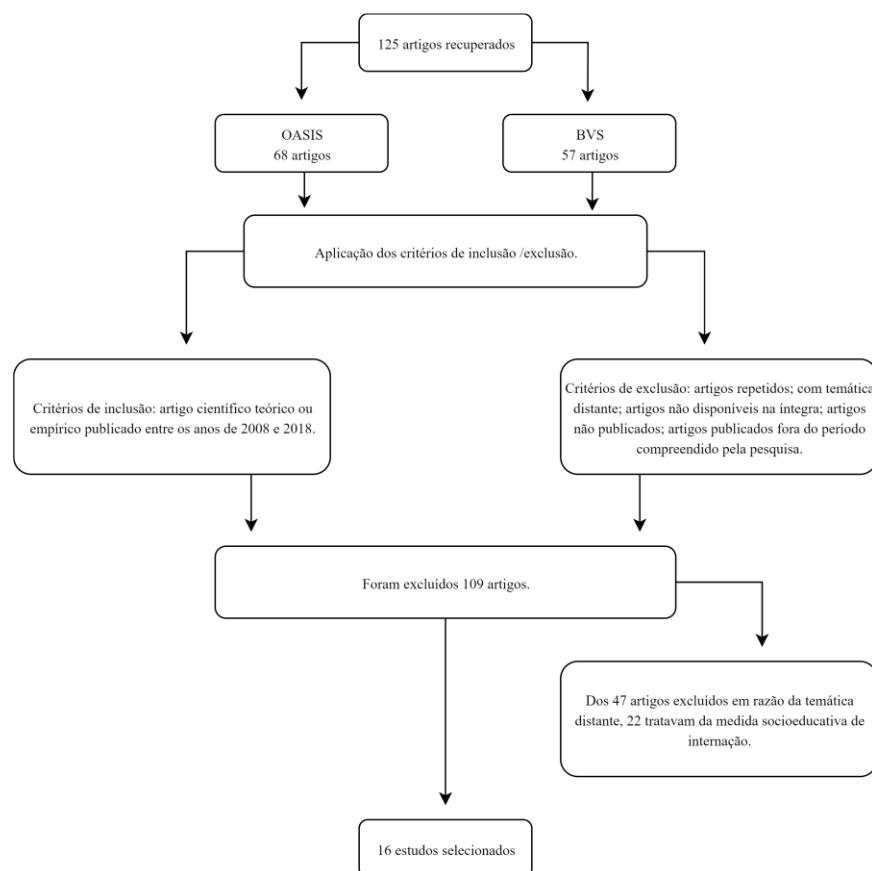 125 artigos recuperados
OASIS
68 artigos
BVS
57 artigos
Aplicação dos critérios de inclusão /exclusão.
Critérios de inclusão: artigo científico teórico ou
empírico publicado entre os anos de 2008 e 2018.
Critérios de exclusão: artigos repetidos; com temática
distante; artigos não disponíveis na íntegra; artigos
não publicados; artigos publicados fora do período
compreendido pela pesquisa.
Foram excluídos 109 artigos.
Dos 47 artigos excluídos em razão da temática
distante, 22 tratavam da medida socioeducativa de
internação.
16 estudos selecionados